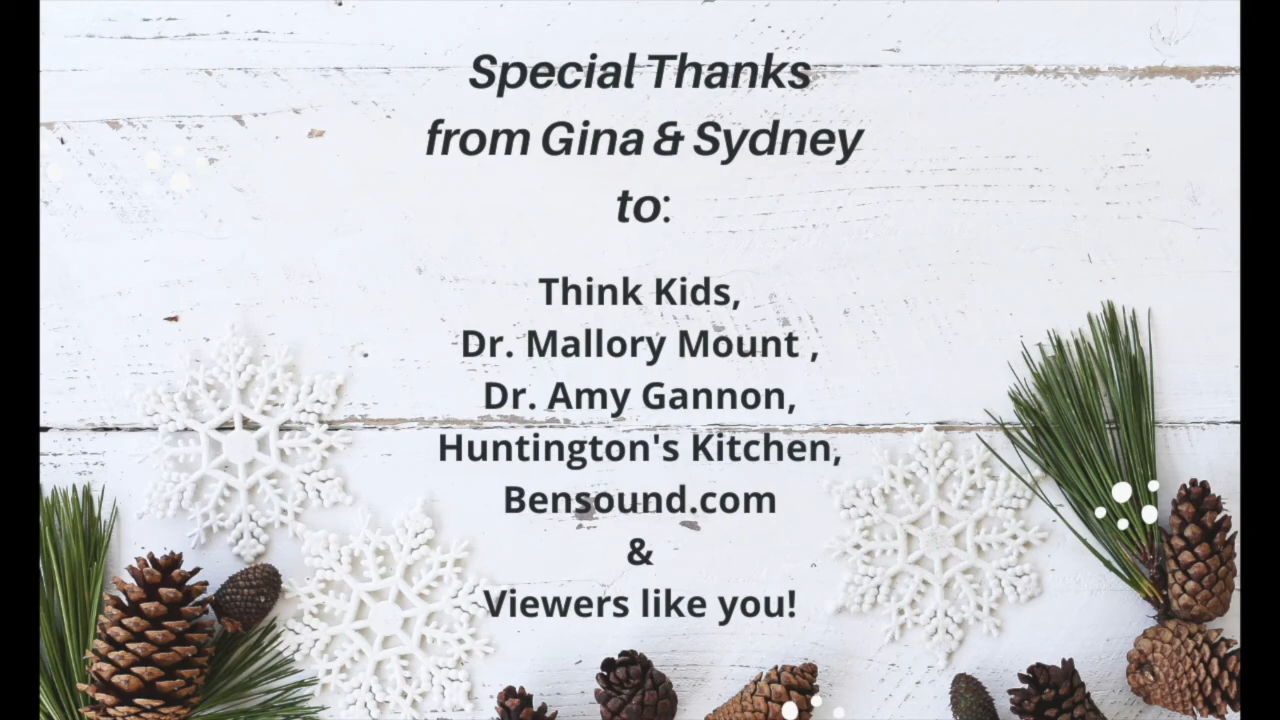 Special Thanks
from Gina & Sydney
to:
Think Kids,
Dr. Mallory Mount ,
Dr. Amy Gannon,
Huntington's Kitchen,
Bensound.com
&
Viewers like you!